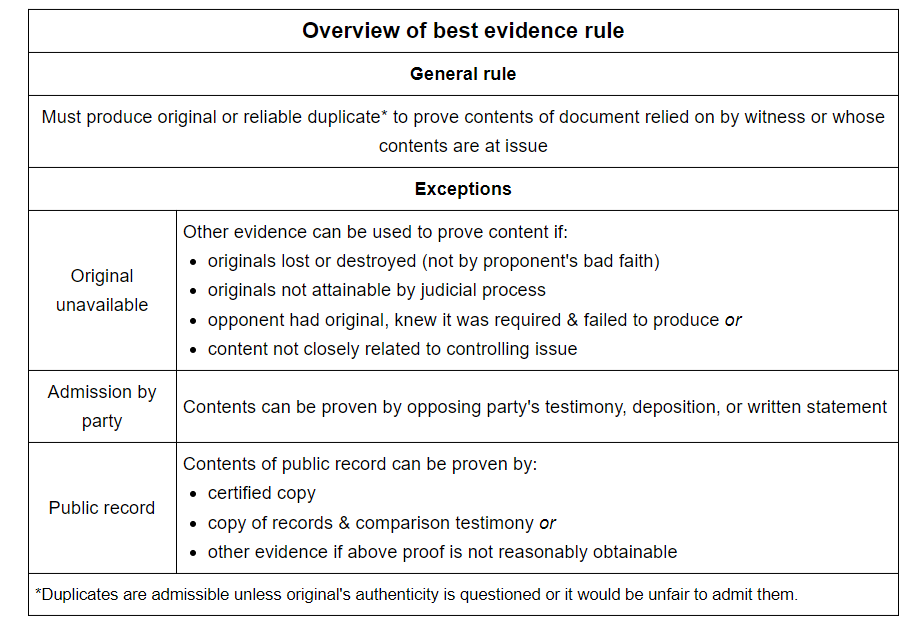 Overview of best evidence rule
General rule
Must produce original or reliable duplicate* to prove contents of document relied on by witness or whose
contents are at issue
Exceptions
Original
unavailable
Other evidence can be used to prove content if:
• originals lost or destroyed (not by proponent's bad faith)
• originals not attainable by judicial process
• opponent had original, knew it was required & failed to produce or
• content not closely related to controlling issue
Admission by
party
Contents can be proven by opposing party's testimony, deposition, or written statement
Public record
Contents of public record can be proven by:
• certified copy
• copy of records & comparison testimony or
• other evidence if above proof is not reasonably obtainable
*Duplicates are admissible unless original's authenticity is questioned or it would be unfair to admit them.